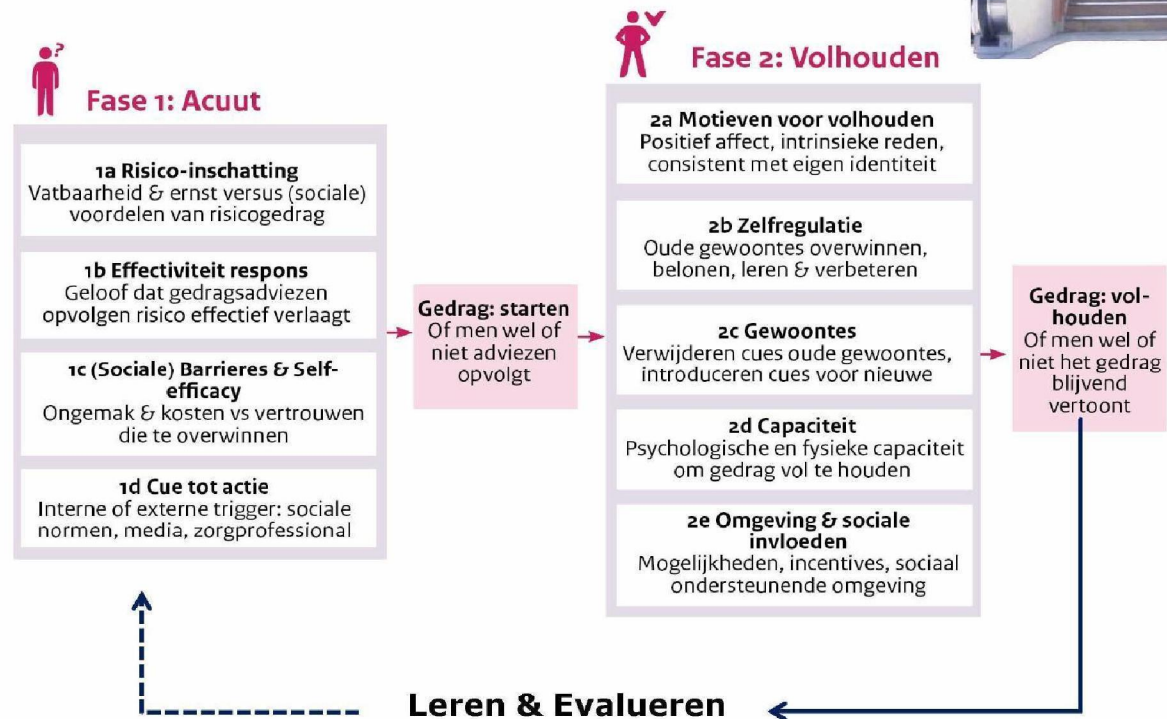 ?
Fase 1: Acuut
1a Risico-inschatting
Vatbaarheid & ernst versus (sociale)
voordelen van risicogedrag
1b Effectiviteit respons
Geloof dat gedragsadviezen
opvolgen risico effectief verlaagt
1c (Sociale) Barrieres & Self-
efficacy
Ongemak & kosten vs vertrouwen
die te overwinnen
1d Cue tot actie
Interne of externe trigger: sociale
normen, media, zorgprofessional
Gedrag: starten
Of men wel of
niet adviezen
opvolgt
Fase 2: Volhouden
2a Motieven voor volhouden
Positief affect, intrinsieke reden,
consistent met eigen identiteit
2b Zelfregulatie
Oude gewoontes overwinnen,
belonen, leren & verbeteren
2c Gewoontes
Verwijderen cues oude gewoontes,
introduceren cues voor nieuwe
2d Capaciteit
Psychologische en fysieke capaciteit
om gedrag vol te houden
2e Omgeving & sociale
invloeden
Mogelijkheden, incentives, sociaal
ondersteunende omgeving
Gedrag: vol-
houden
Of men wel of
niet het gedrag
blijvend
vertoont
Leren & Evalueren